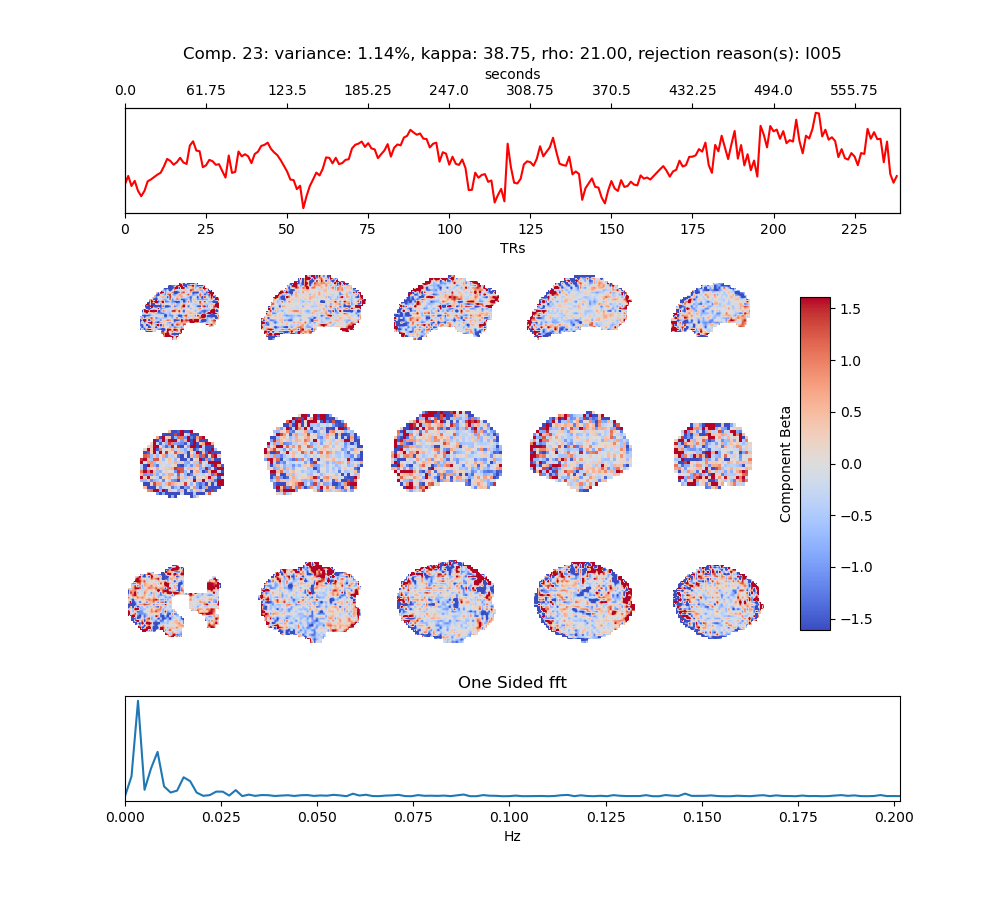 Comp. 23: variance: 1.14%, kappa: 38.75, rho: 21.00, rejection reason(s): I005
seconds
0.0 61.75 123.5 185.25 247.0 308.75 370.5 432.25 494.0 555.75
0 25 50 75 100 125 150 175 200 225
TRs
1.5
1.0
0.5
0.0
−0.5
−1.0
−1.5
Component Beta
One Sided fft
0.000 0.025 0.050 0.075 0.100 0.125 0.150 0.175 0.200
Hz